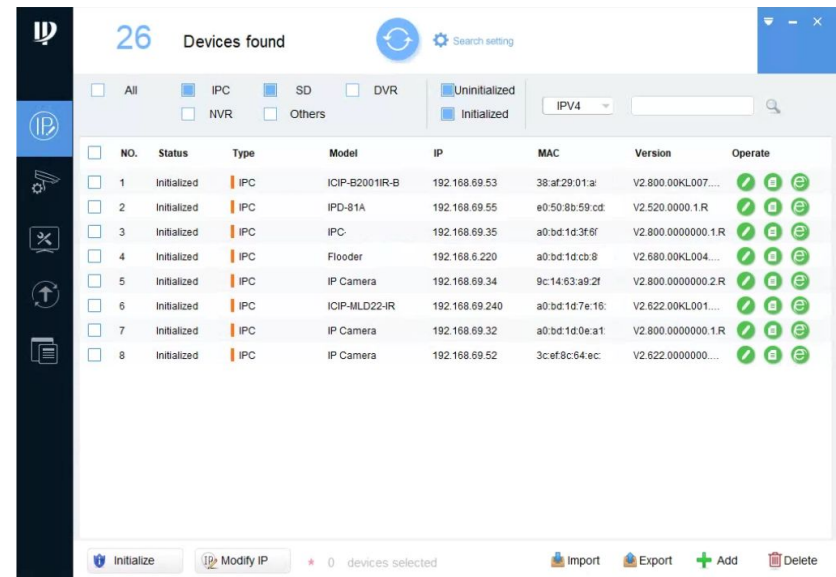 IP
26 Devices found Search setting
All IPC SD DVR Uninitialized
NVR Others Initialized
IPV4
IP
NO. Status Type Model IP MAC Version Operate
1 Initialized IPC ICIP-B2001IR-B 192.168.69.53 38:af:29:01:a V2.800.00KL007....
2 Initialized IPC IPD-81A 192.168.69.55 e0:50:8b:59:cd: V2.520.0000.1.R
3 Initialized IPC IPC- 192.168.69.35 a0:bd:1d:3f:6f V2.800.0000000.1.R
4 Initialized IPC Flooder 192.168.6.220 a0:bd:1d:cb:8 V2.680.00KL004....
5 Initialized IPC IP Camera 192.168.69.34 9c:14:63:a9:2f V2.800.0000000.2.R
6 Initialized IPC ICIP-MLD22-IR 192.168.69.240 a0:bd:1d:7e:16: V2.622.00KL001....
7 Initialized IPC IP Camera 192.168.69.32 a0:bd:1d:0e:a1: V2.800.0000000.1.R
8 Initialized IPC IP Camera 192.168.69.52 3c:ef:8c:64:ec: V2.622.0000000....
Initialize IP Modify IP * 0 devices selected Import Export Add Delete